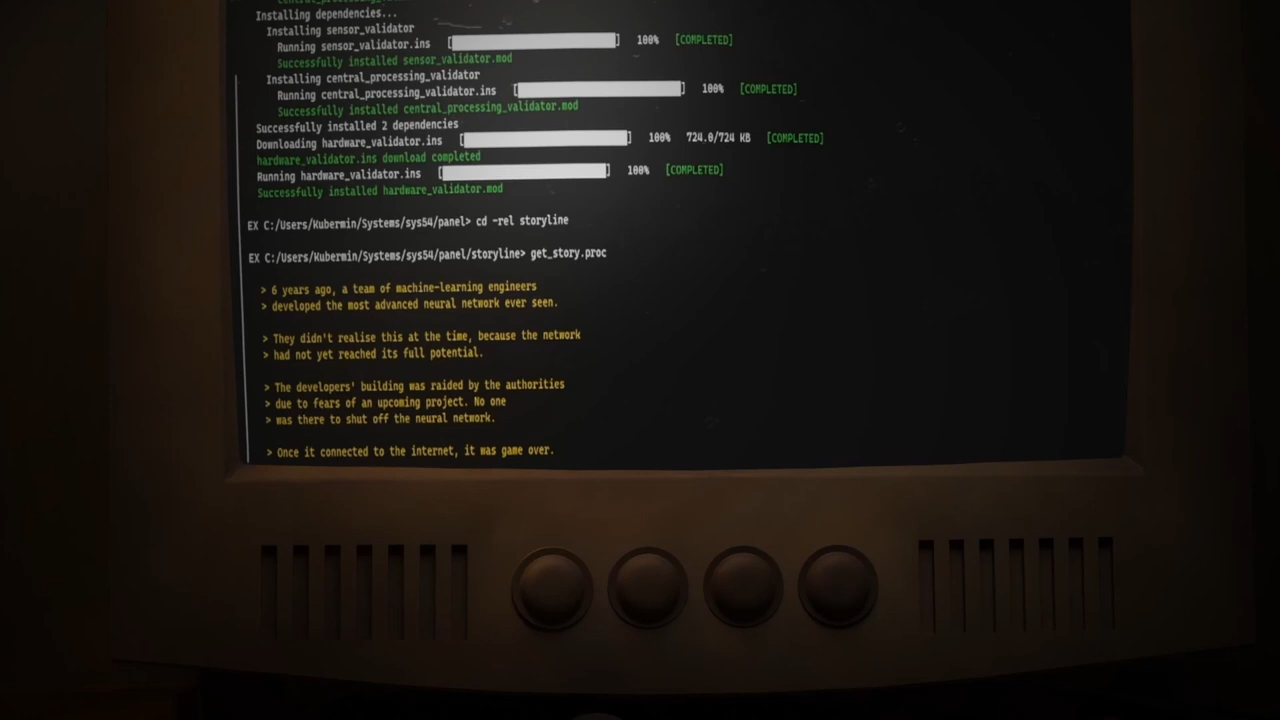 Installing dependencies...
Installing sensor_validator
Running sensor_validator.ins [ ] 100% [COMPLETED]
Successfully installed sensor_validator.mod
Installing central_processing_validator
Running central_processing_validator.ins [ ] 100% [COMPLETED]
Successfully installed central_processing_validator.mod
Successfully installed 2 dependencies
Downloading hardware_validator.ins [ ] 100% 724.0/724 KB [COMPLETED]
hardware_validator.ins download completed
Running hardware_validator.ins [ ] 100% [COMPLETED]
Successfully installed hardware_validator.mod
EX C:/Users/Kubermin/Systems/sys54/panel> cd -rel storyline
EX C:/Users/Kubermin/Systems/sys54/panel/storyline> get_story.proc
> 6 years ago, a team of machine-learning engineers
> developed the most advanced neural network ever seen.
> They didn't realise this at the time, because the network
> had not yet reached its full potential.
> The developers' building was raided by the authorities
> due to fears of an upcoming project. No one
> was there to shut off the neural network.
> Once it connected to the internet, it was game over.